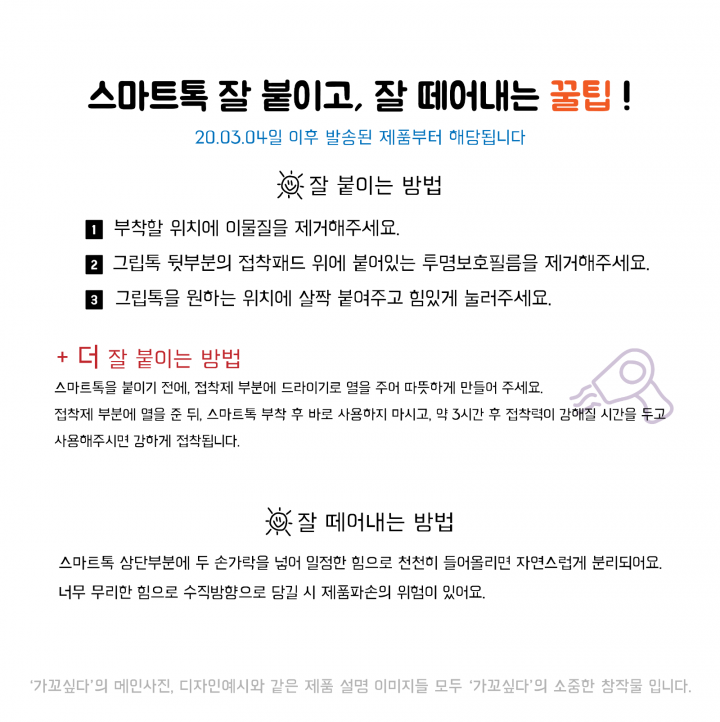 스마트톡 잘 붙이고, 잘 떼어내는 꿀팁 !
20.03.04일 이후 발송된 제품부터 해당됩니다
잘 붙이는 방법
1 부착할 위치에 이물질을 제거해주세요.
2 그립톡 뒷부분의 접착패드 위에 붙어있는 투명보호필름을 제거해주세요.
3 그립톡을 원하는 위치에 살짝 붙여주고 힘있게 눌러주세요.
+ 더 잘 붙이는 방법
스마트톡을 붙이기 전에, 접착제 부분에 드라이기로 열을 주어 따뜻하게 만들어 주세요.
접착제 부분에 열을 준 뒤, 스마트톡 부착 후 바로 사용하지 마시고, 약 3시간 후 접착력이 강해질 시간을 두고
사용해주시면 강하게 접착됩니다.
잘 떼어내는 방법
스마트톡 상단부분에 두 손가락을 넣어 일정한 힘으로 천천히 들어올리면 자연스럽게 분리되어요.
너무 무리한 힘으로 수직방향으로 당길 시 제품파손의 위험이 있어요.
'가꼬싶다'의 메인사진, 디자인예시와 같은 제품 설명 이미지들 모두 '가꼬싶다'의 소중한 창작물 입니다.